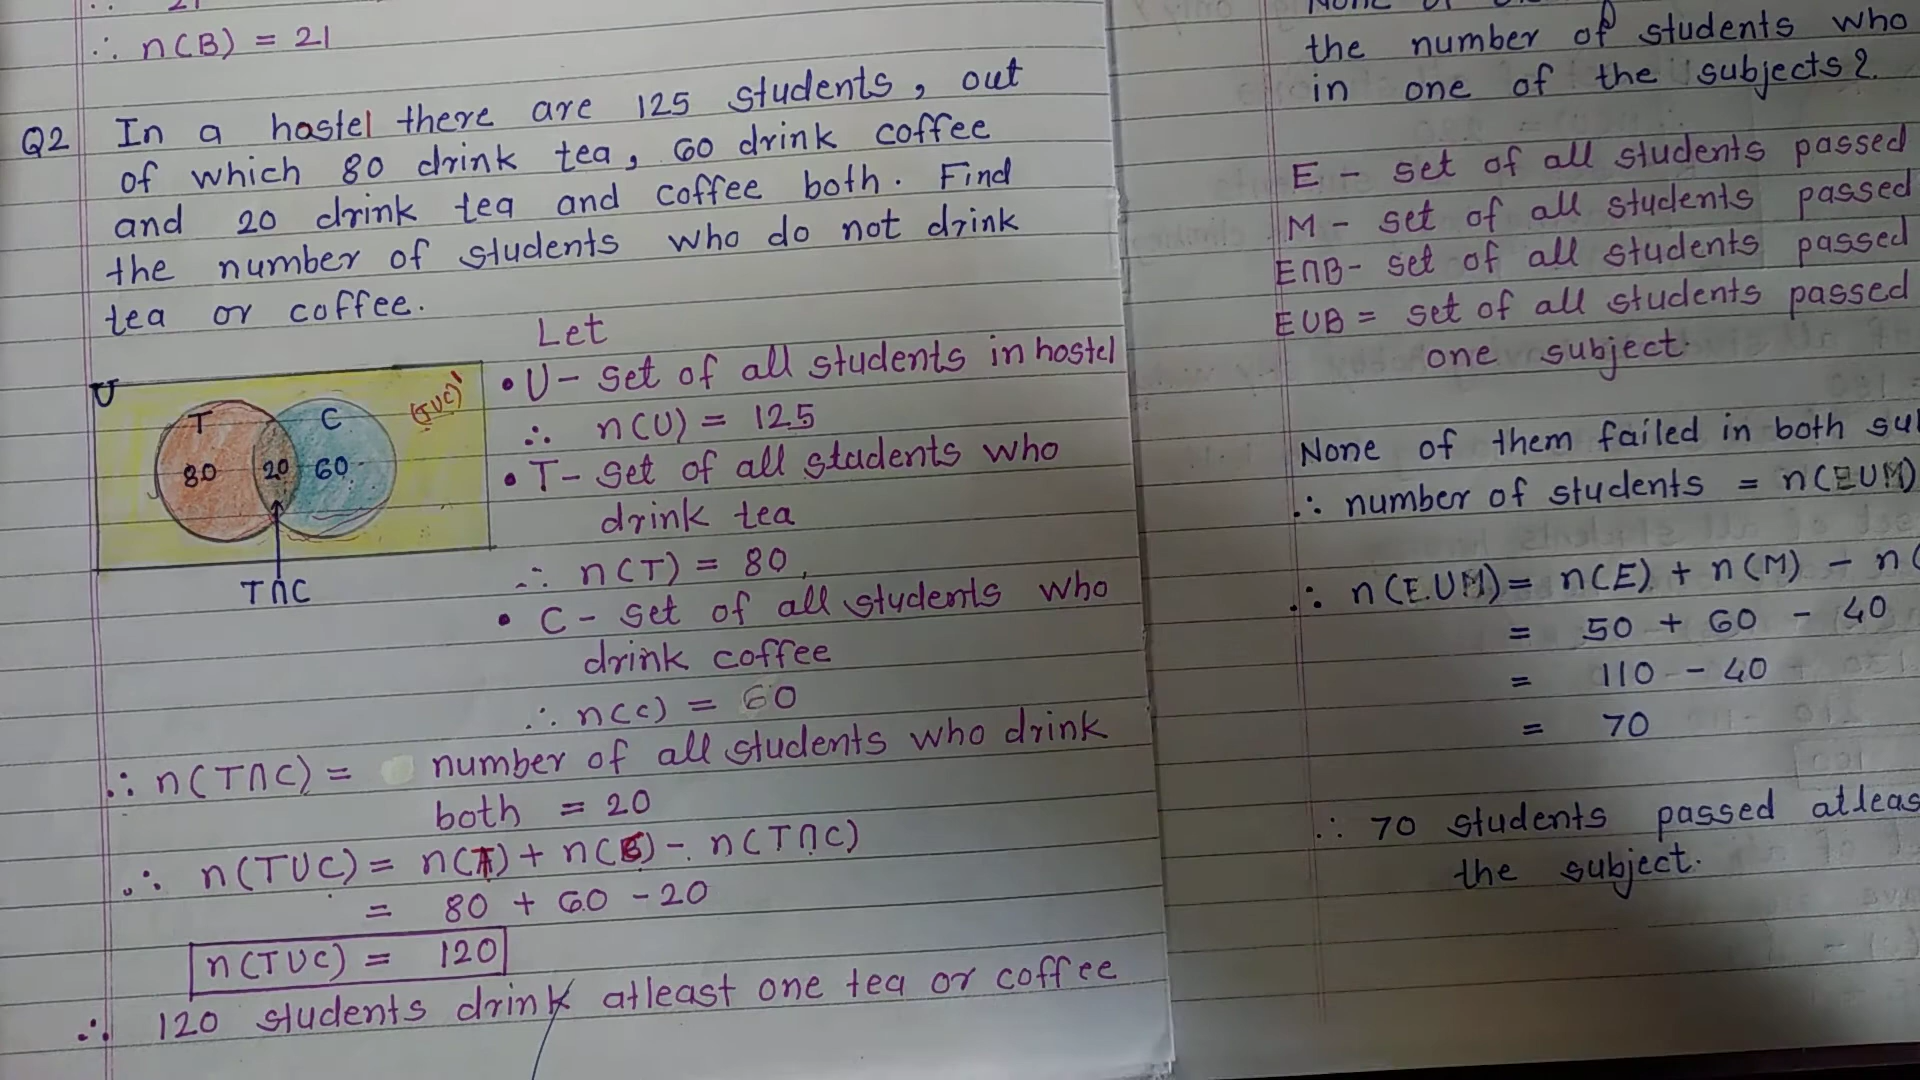 ∴ n(B) = 21
Q2 In a hostel there are 125 students, out
of which 80 drink tea, 60 drink coffee
and 20 drink tea and coffee both. Find
the number of students who do not drink
tea or coffee.
Let
• U - set of all students in hostel
∴ n(U) = 125
• T - set of all students who
drink tea
∴ n(T) = 80
• C - set of all students who
drink coffee
∴ n(C) = 60
U
T
C
(TUC)'
80
20
60
T∩C
∴ n(T∩C) = number of all students who drink
both = 20
∴ n(TUC) = n(T) + n(C) - n(T∩C)
= 80 + 60 - 20
n(TUC) = 120
∴ 120 students drink atleast one tea or coffee
the number of students who
in one of the subjects?
E - set of all students passed
M - set of all students passed
E∩B - set of all students passed
EUB = set of all students passed
one subject.
None of them failed in both
∴ number of students = n(EUM)
∴ n(EUM) = n(E) + n(M) - n(
= 50 + 60 - 40
= 110 - 40
= 70
∴ 70 students passed atleas
the subject.